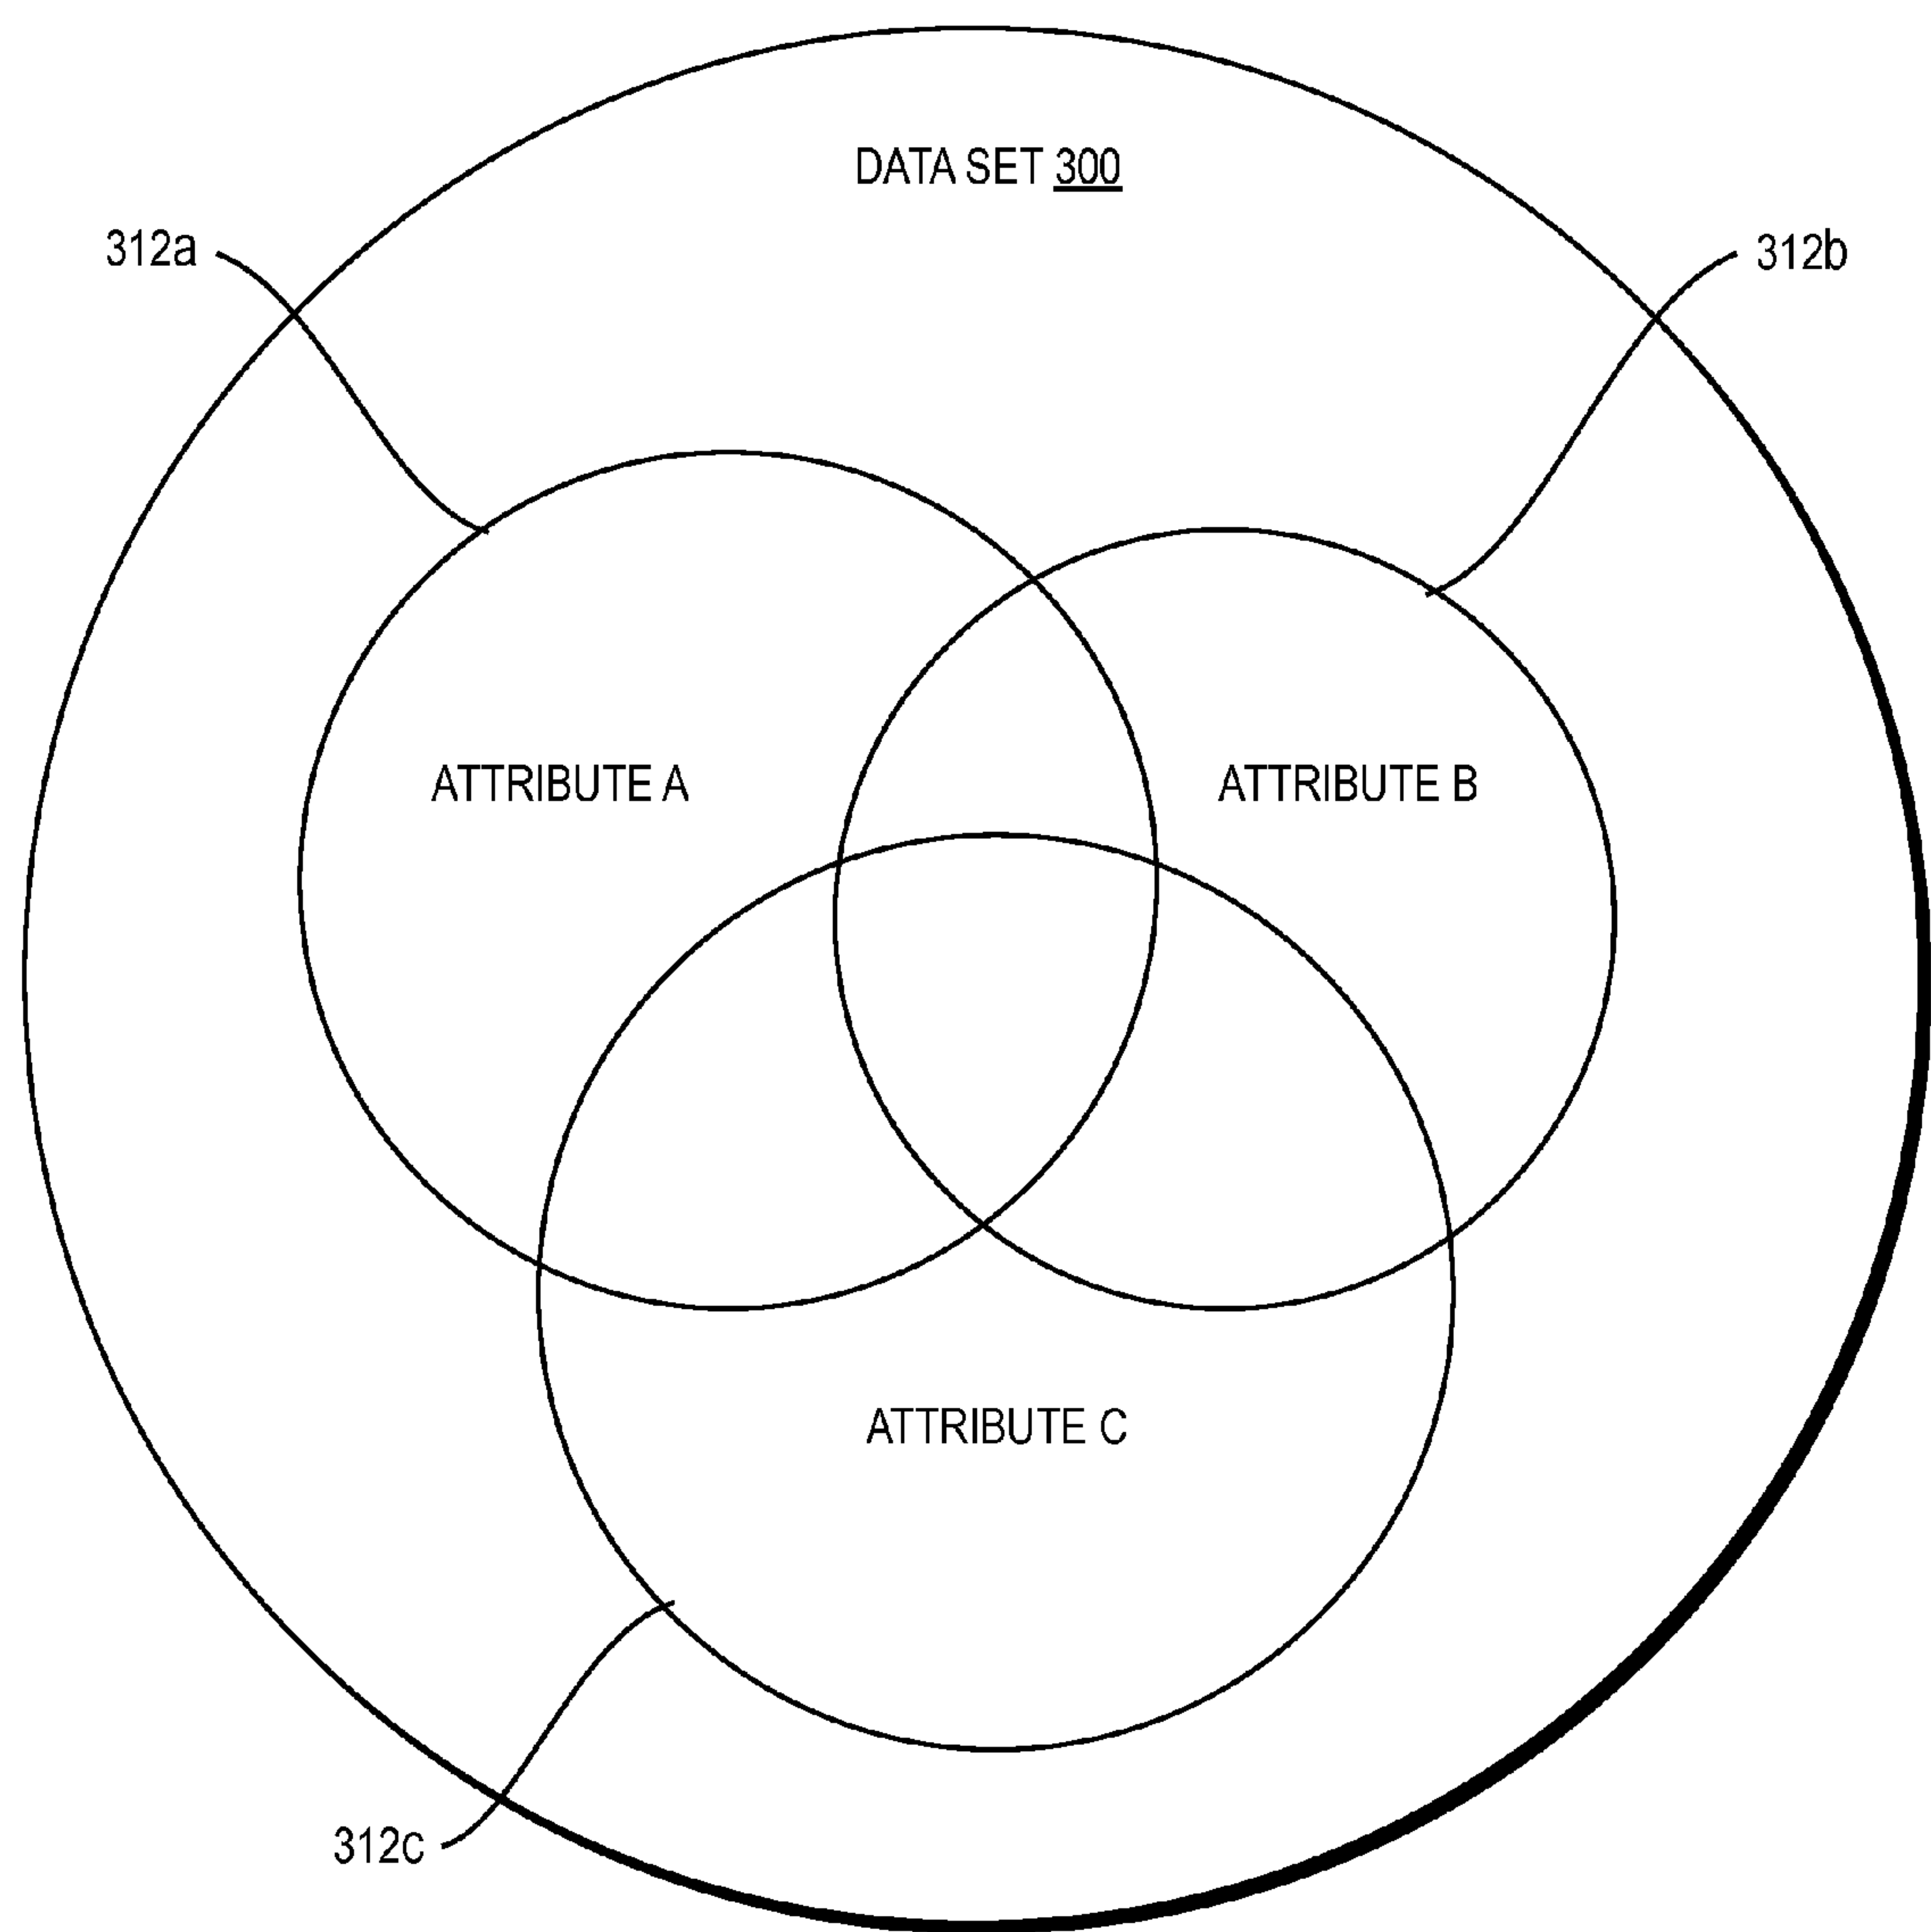 DATA SET 300
312a
312b
ATTRIBUTE A
ATTRIBUTE B
ATTRIBUTE C
312c